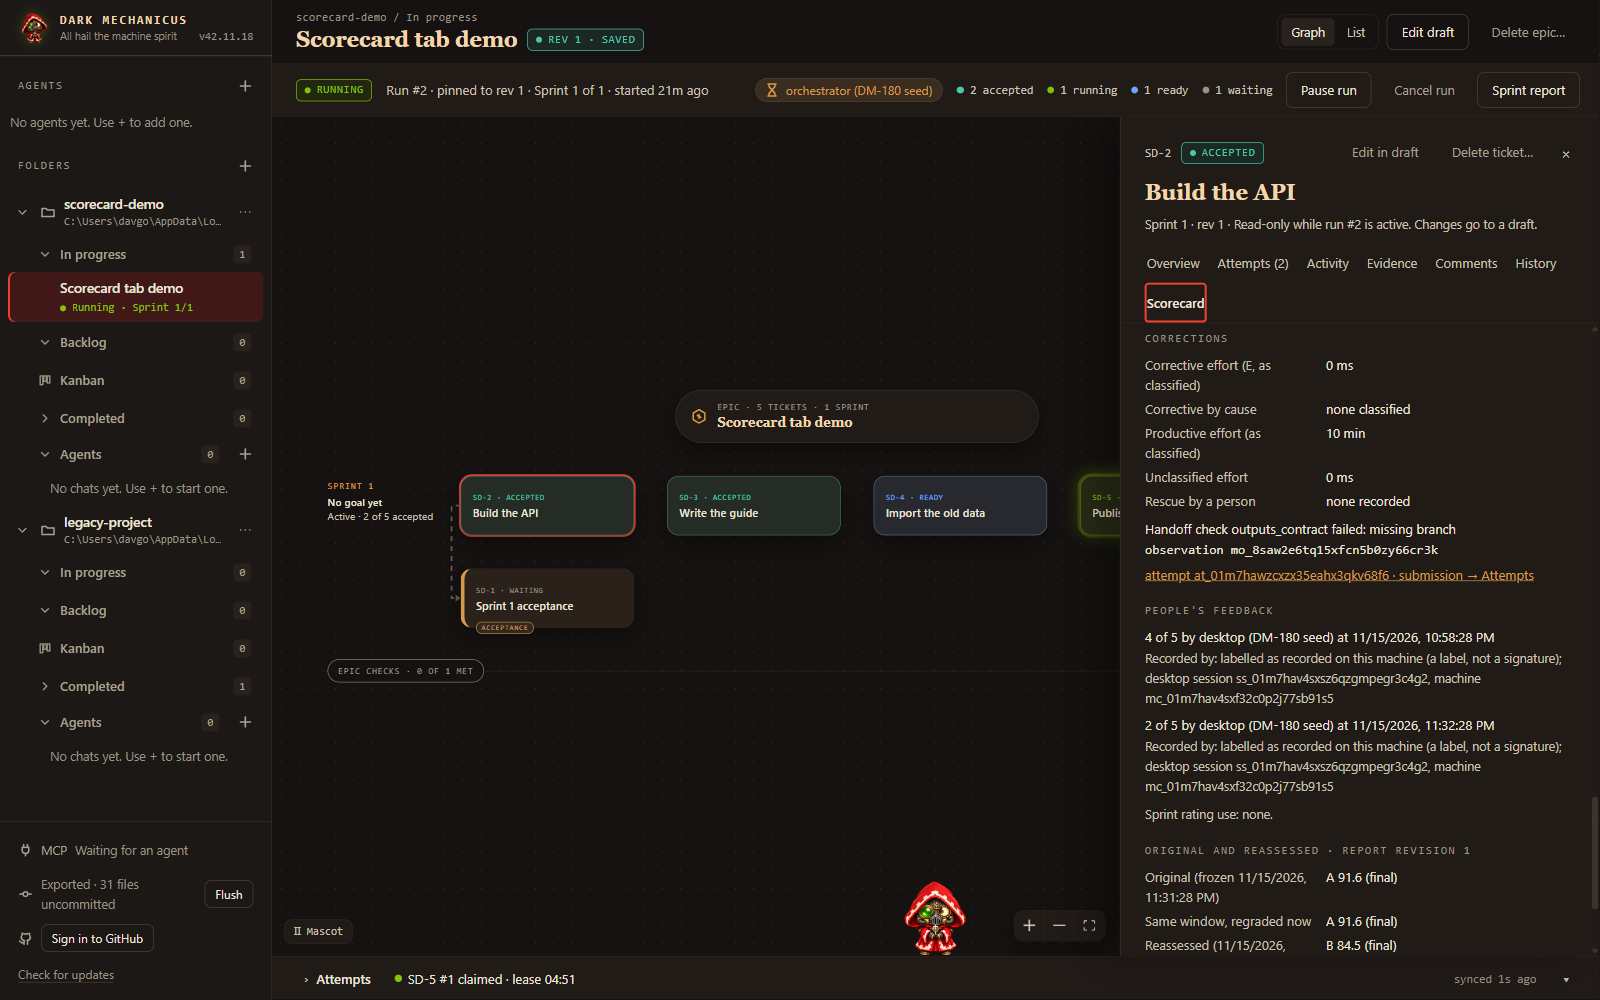 DARK MECHANICUS
All hail the machine spirit v42.11.18
AGENTS
No agents yet. Use + to add one.
FOLDERS
scorecard-demo
C:\Users\davgo\AppData\Lo…
In progress 1
Scorecard tab demo
Running · Sprint 1/1
Backlog 0
Kanban 0
Completed 0
Agents 0
No chats yet. Use + to start one.
legacy-project
C:\Users\davgo\AppData\Lo…
In progress 0
Backlog 0
Kanban 0
Completed 1
Agents 0
No chats yet. Use + to start one.
MCP Waiting for an agent
Exported · 31 files
uncommitted
Flush
Sign in to GitHub
Check for updates
scorecard-demo / In progress
Scorecard tab demo
REV 1 · SAVED
Graph List Edit draft Delete epic…
RUNNING
Run #2 · pinned to rev 1 · Sprint 1 of 1 · started 21m ago
orchestrator (DM-180 seed)
2 accepted 1 running 1 ready 1 waiting
Pause run Cancel run Sprint report
EPIC · 5 TICKETS · 1 SPRINT
Scorecard tab demo
SPRINT 1
No goal yet
Active · 2 of 5 accepted
SD-2 · ACCEPTED
Build the API
SD-3 · ACCEPTED
Write the guide
SD-4 · READY
Import the old data
SD-5 ·
Publis
SD-1 · WAITING
Sprint 1 acceptance
ACCEPTANCE
EPIC CHECKS · 0 OF 1 MET
Mascot
SD-2 ACCEPTED Edit in draft Delete ticket… ×
Build the API
Sprint 1 · rev 1 · Read-only while run #2 is active. Changes go to a draft.
Overview Attempts (2) Activity Evidence Comments History
Scorecard
CORRECTIONS
Corrective effort (E, as 0 ms
classified)
Corrective by cause none classified
Productive effort (as 10 min
classified)
Unclassified effort 0 ms
Rescue by a person none recorded
Handoff check outputs_contract failed: missing branch
observation mo_8saw2e6tq15xfcn5b0zy66cr3k
attempt at_01m7hawzcxzx35eahx3qkv68f6 · submission → Attempts
PEOPLE'S FEEDBACK
4 of 5 by desktop (DM-180 seed) at 11/15/2026, 10:58:28 PM
Recorded by: labelled as recorded on this machine (a label, not a signature);
desktop session ss_01m7hav4sxsz6qzgmpegr3c4g2, machine
mc_01m7hav4sxf32c0p2j77sb91s5
2 of 5 by desktop (DM-180 seed) at 11/15/2026, 11:32:28 PM
Recorded by: labelled as recorded on this machine (a label, not a signature);
desktop session ss_01m7hav4sxsz6qzgmpegr3c4g2, machine
mc_01m7hav4sxf32c0p2j77sb91s5
Sprint rating use: none.
ORIGINAL AND REASSESSED · REPORT REVISION 1
Original (frozen 11/15/2026, A 91.6 (final)
11:31:28 PM)
Same window, regraded now A 91.6 (final)
Reassessed (11/15/2026, B 84.5 (final)
Attempts SD-5 #1 claimed · lease 04:51
synced 1s ago